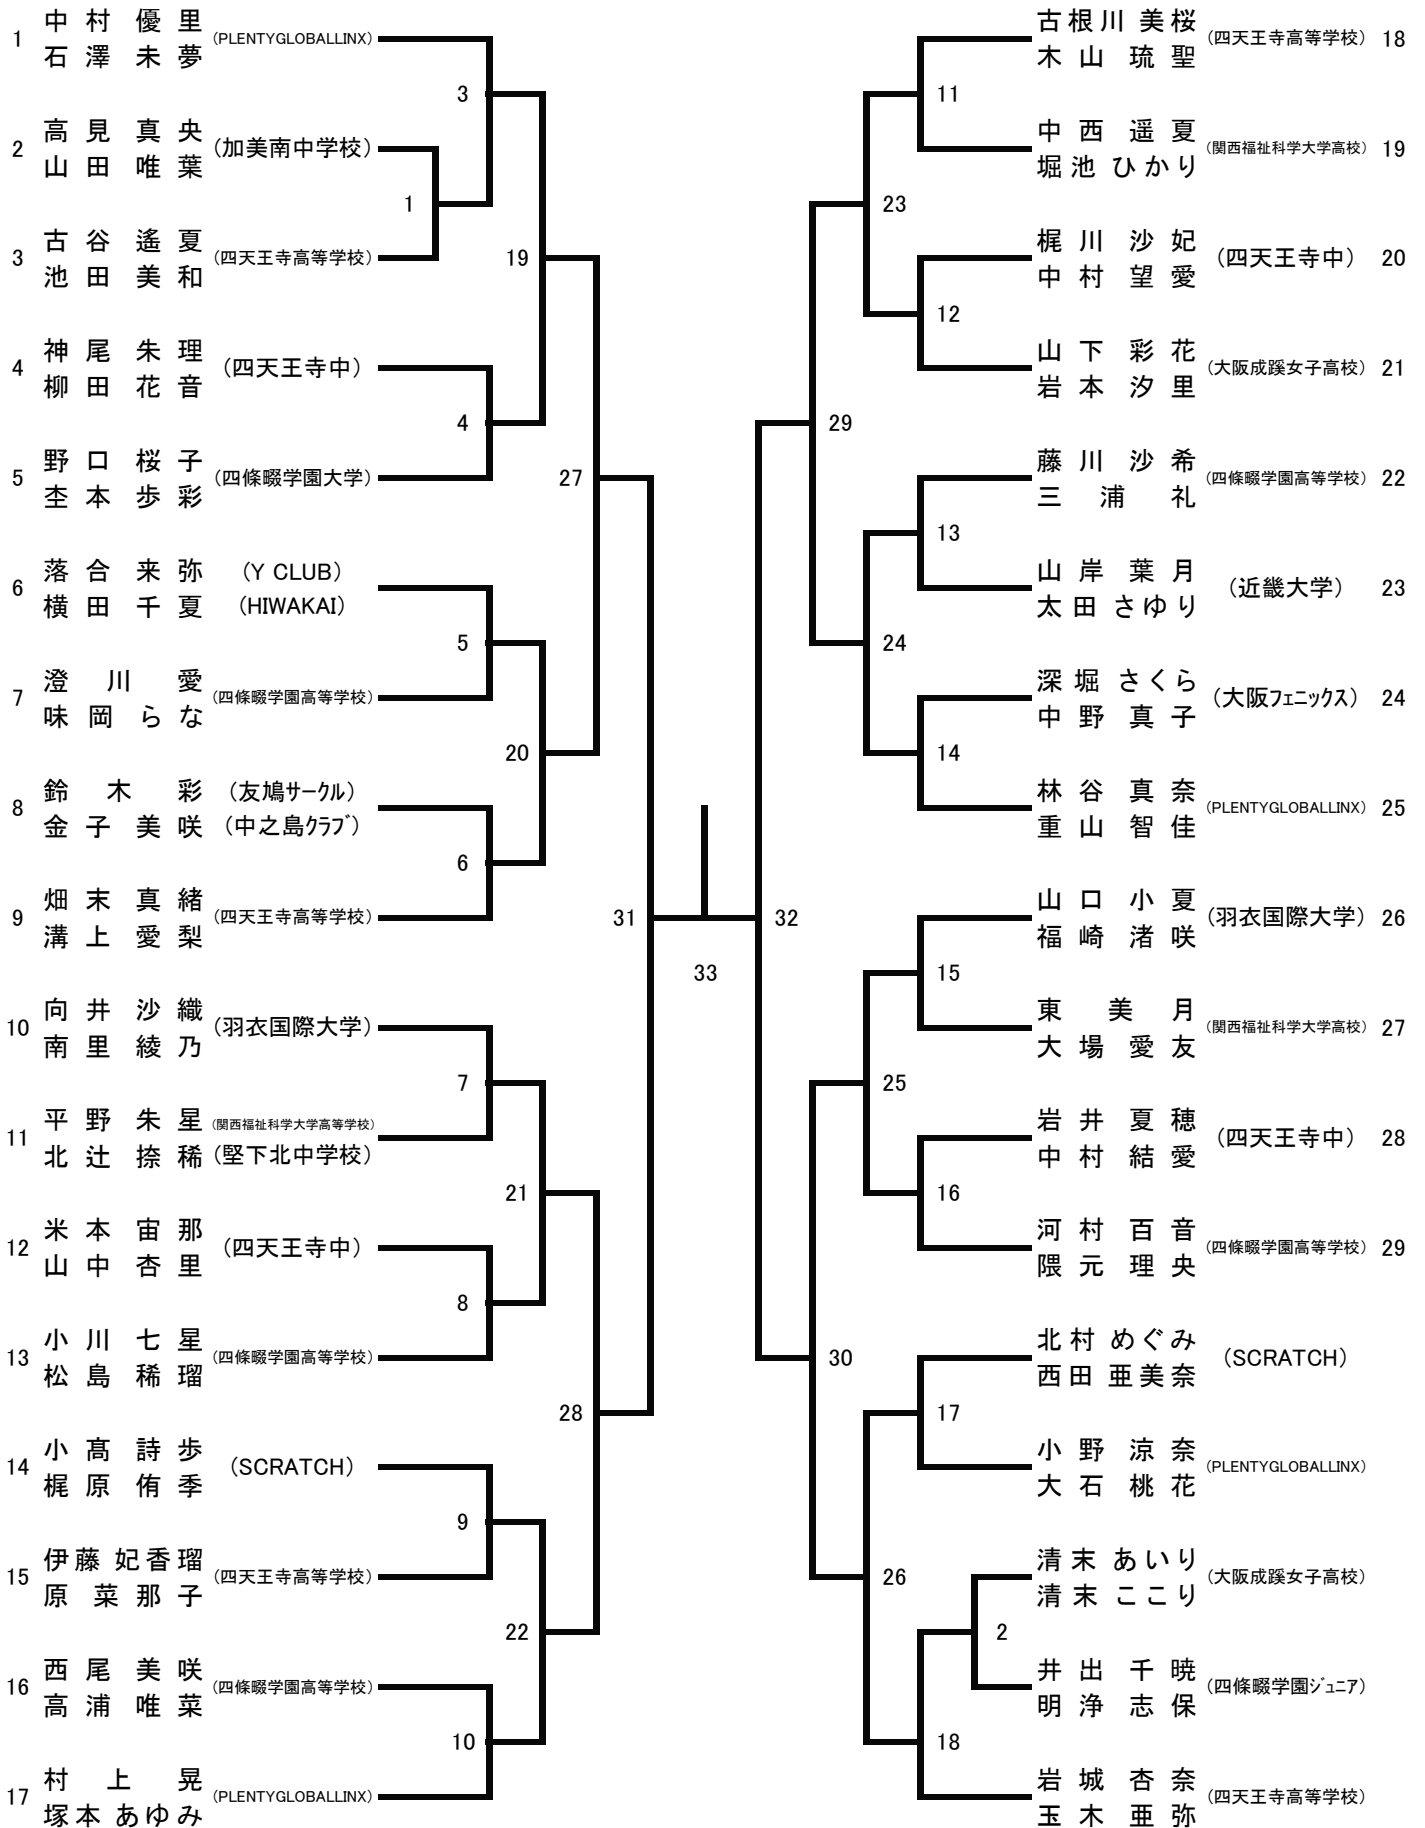 1 中村 優里 (PLENTYGLOBALLINX)
石澤 未夢
3
2 高見 真央 (加美南中学校)
山田 唯葉
1
3 古谷 遙夏 (四天王寺高等学校)
池田 美和
19
4 神尾 朱理 (四天王寺中)
柳田 花音
4
5 野口 桜子 (四條畷学園大学)
杢本 歩彩
27
6 落合 来弥 (Y CLUB)
横田 千夏 (HIWAKAI)
5
7 澄川 愛 (四條畷学園高等学校)
味岡 らな
20
8 鈴木 彩 (友鳩サークル)
金子 美咲 (中之島クラブ)
6
9 畑末 真緒 (四天王寺高等学校)
溝上 愛梨
31
10 向井 沙織 (羽衣国際大学)
南里 綾乃
7
11 平野 朱星 (関西福祉科学大学高等学校)
北辻 捺稀 (堅下北中学校)
21
12 米本 宙那 (四天王寺中)
山中 杏里
8
13 小川 七星 (四條畷学園高等学校)
松島 稀瑠
28
14 小髙 詩歩 (SCRATCH)
梶原 侑季
9
15 伊藤 妃香瑠 (四天王寺高等学校)
原 菜那子
22
16 西尾 美咲 (四條畷学園高等学校)
高浦 唯菜
10
17 村上 晃 (PLENTYGLOBALLINX)
塚本 あゆみ
33
古根川 美桜 (四天王寺高等学校) 18
木山 琉聖
11
中西 遥夏 (関西福祉科学大学高校) 19
堀池 ひかり
23
梶川 沙妃 (四天王寺中) 20
中村 望愛
12
山下 彩花 (大阪成蹊女子高校) 21
岩本 汐里
29
藤川 沙希 (四條畷学園高等学校) 22
三浦 礼
13
山岸 葉月 (近畿大学) 23
太田 さゆり
24
深堀 さくら (大阪フェニックス) 24
中野 真子
14
林谷 真奈 (PLENTYGLOBALLINX) 25
重山 智佳
32
山口 小夏 (羽衣国際大学) 26
福崎 渚咲
15
東 美月 (関西福祉科学大学高校) 27
大場 愛友
25
岩井 夏穂 (四天王寺中) 28
中村 結愛
16
河村 百音 (四條畷学園高等学校) 29
隈元 理央
30
北村 めぐみ (SCRATCH)
西田 亜美奈
17
小野 涼奈 (PLENTYGLOBALLINX)
大石 桃花
26
清末 あいり (大阪成蹊女子高校)
清末 ここり
2
井出 千暁 (四條畷学園ジュニア)
明浄 志保
18
岩城 杏奈 (四天王寺高等学校)
玉木 亜弥